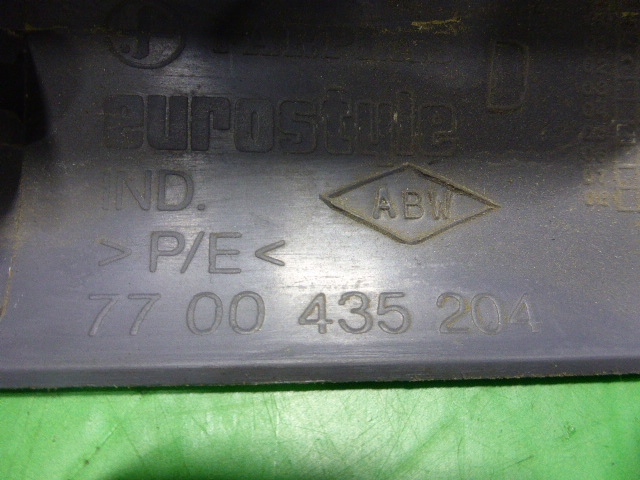 D
eurostyle
IND.
ABW
> P/E <
77 00 435 204